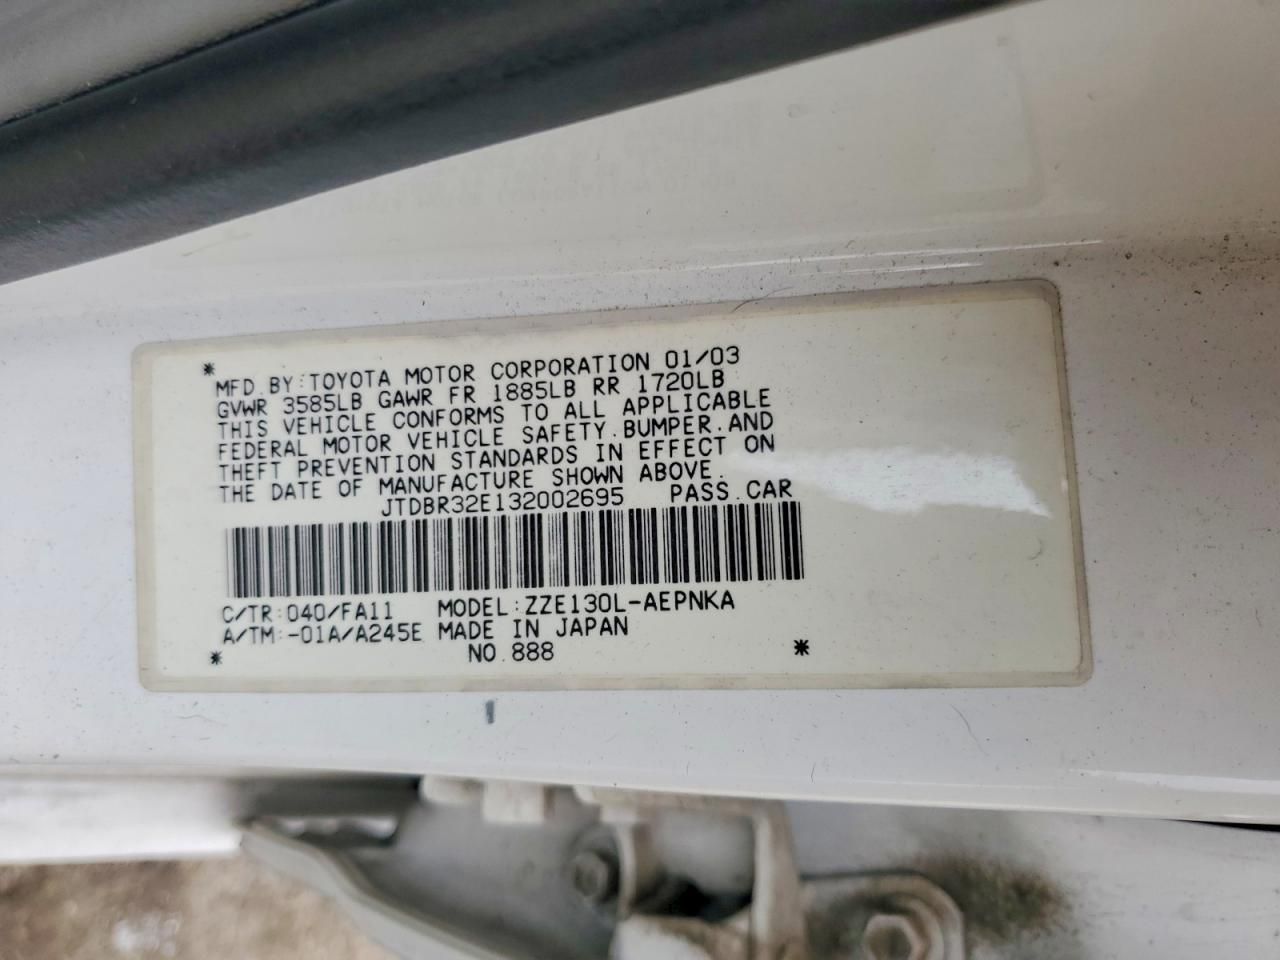 *
MFD. BY: TOYOTA MOTOR CORPORATION 01/03
GVWR 3585LB GAWR FR 1885LB RR 1720LB
THIS VEHICLE CONFORMS TO ALL APPLICABLE
FEDERAL MOTOR VEHICLE SAFETY. BUMPER. AND
THEFT PREVENTION STANDARDS IN EFFECT ON
THE DATE OF MANUFACTURE SHOWN ABOVE.
JTDBR32E132002695 PASS. CAR
C/TR: 040/FA11 MODEL: ZZE130L-AEPNKA
A/TM: -01A/A245E MADE IN JAPAN
* NO. 888 *